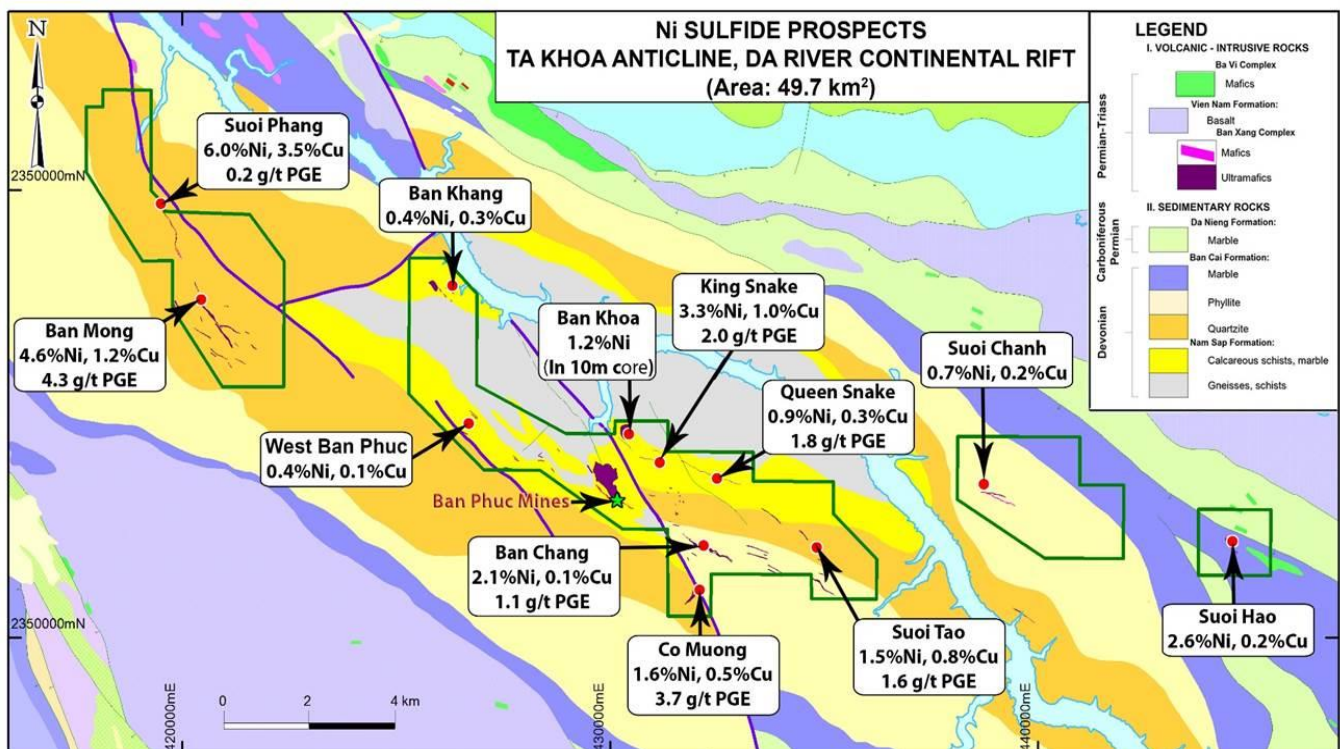 Ni SULFIDE PROSPECTS
TA KHOA ANTICLINE, DA RIVER CONTINENTAL RIFT
(Area: 49.7 km²)
N
LEGEND
I. VOLCANIC - INTRUSIVE ROCKS
Ba Vi Complex
Mafics
Vien Nam Formation:
Basalt
Ban Xang Complex
Mafics
Ultramafics
Permian-Triass
II. SEDIMENTARY ROCKS
Da Nieng Formation:
Marble
Ban Cai Formation:
Marble
Phyllite
Quartzite
Nam Sap Formation:
Calcareous schists, marble
Gneisses, schists
Carboniferous
Permian
Devonian
2350000mN
Suoi Phang
6.0%Ni, 3.5%Cu
0.2 g/t PGE
Ban Khang
0.4%Ni, 0.3%Cu
King Snake
3.3%Ni, 1.0%Cu
2.0 g/t PGE
Ban Khoa
1.2%Ni
(In 10m core)
Ban Mong
4.6%Ni, 1.2%Cu
4.3 g/t PGE
Suoi Chanh
0.7%Ni, 0.2%Cu
Queen Snake
0.9%Ni, 0.3%Cu
1.8 g/t PGE
West Ban Phuc
0.4%Ni, 0.1%Cu
Ban Phuc Mines
Ban Chang
2.1%Ni, 0.1%Cu
1.1 g/t PGE
Suoi Hao
2.6%Ni, 0.2%Cu
Suoi Tao
1.5%Ni, 0.8%Cu
1.6 g/t PGE
Co Muong
1.6%Ni, 0.5%Cu
3.7 g/t PGE
2350000mN
0 2 4 km
420000mE
430000mE
440000mE